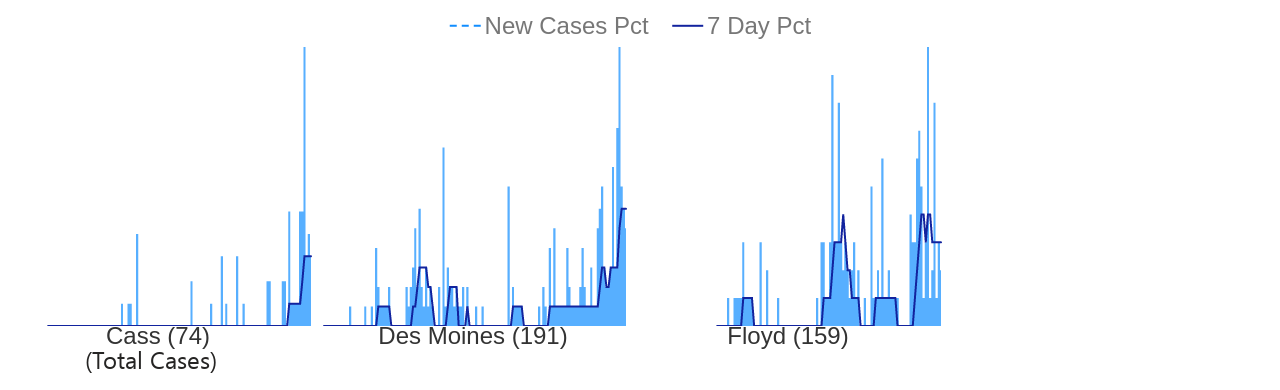 New Cases Pct 7 Day Pct
Cass (74) Des Moines (191) Floyd (159)
(Total Cases)